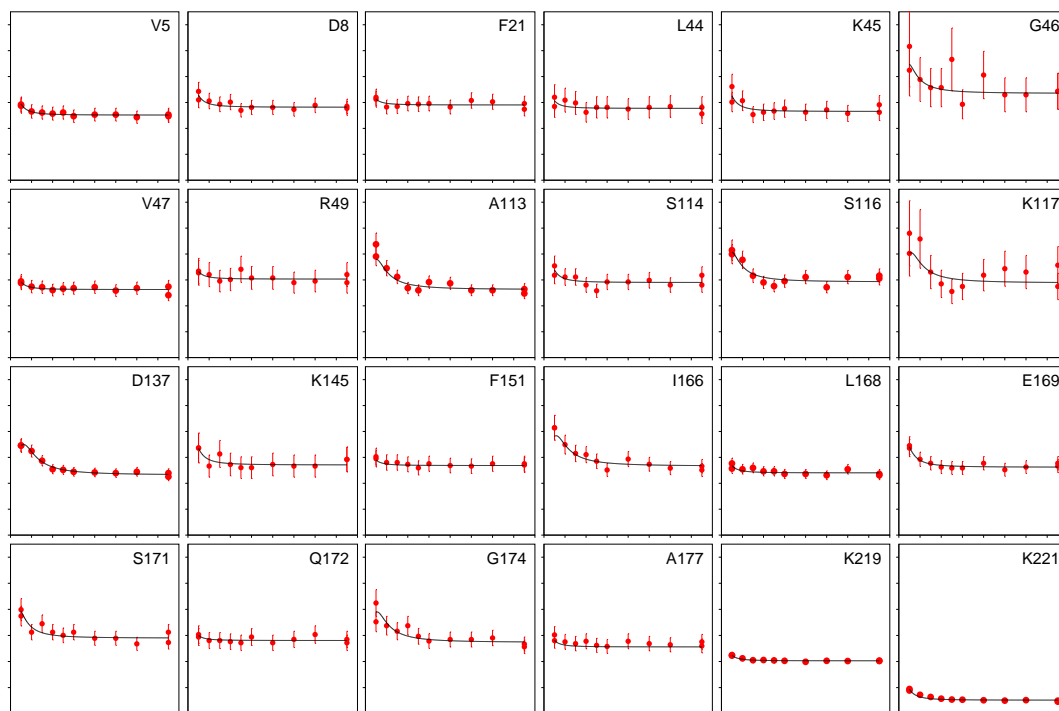 V5 D8 F21 L44 K45 G46
V47 R49 A113 S114 S116 K117
D137 K145 F151 I166 L168 E169
S171 Q172 G174 A177 K219 K221